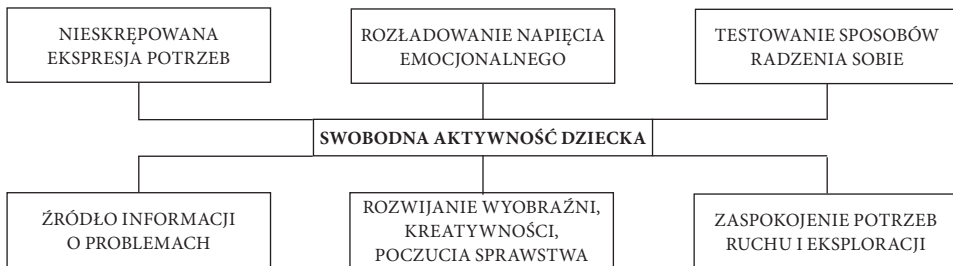 NIESKRĘPOWANA
EKSPRESJA POTRZEB
ROZŁADOWANIE NAPIĘCIA
EMOCJONALNEGO
TESTOWANIE SPOSOBÓW
RADZENIA SOBIE
SWOBODNA AKTYWNOŚĆ DZIECKA
ŹRÓDŁO INFORMACJI
O PROBLEMACH
ROZWIJANIE WYOBRAŹNI,
KREATYWNOŚCI,
POCZUCIA SPRAWSTWA
ZASPOKOJENIE POTRZEB
RUCHU I EKSPLORACJI